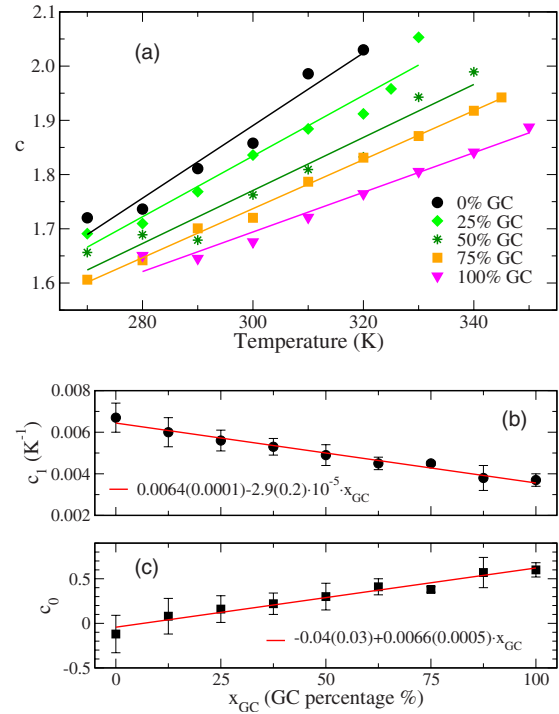 (a)
2.1
2.0
1.9
c
1.8
1.7
1.6
0% GC
25% GC
50% GC
75% GC
100% GC
280 300 320 340
Temperature (K)
0.008
(b)
c₁ (K⁻¹)
0.006
0.004
0.0064(0.0001)-2.9(0.2)·10⁻⁵·x_GC
0.002
(c)
0.5
c₀
0
-0.04(0.03)+0.0066(0.0005)·x_GC
-0.5
0 25 50 75 100
x_GC (GC percentage %)